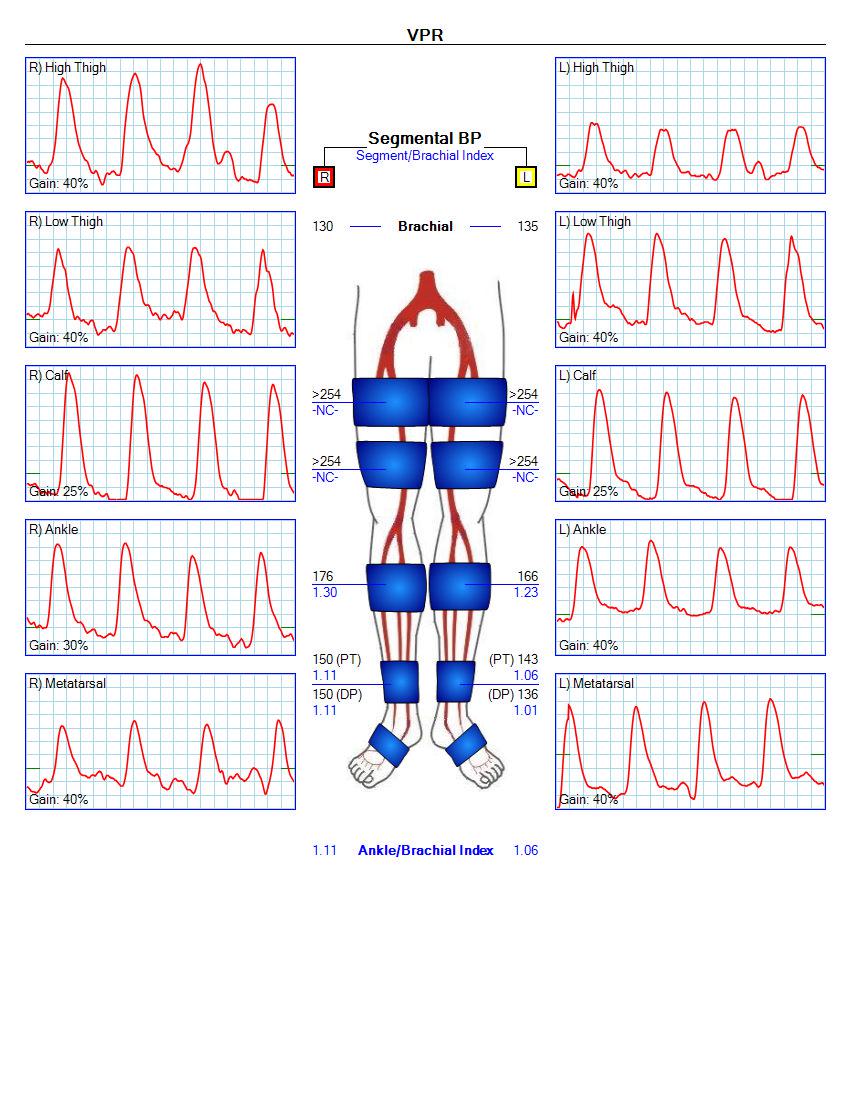 VPR
R) High Thigh
Gain: 40%
L) High Thigh
Gain: 40%
Segmental BP
Segment/Brachial Index
R
L
130 Brachial 135
R) Low Thigh
Gain: 40%
L) Low Thigh
Gain: 40%
>254 >254
-NC- -NC-
R) Calf
Gain: 25%
L) Calf
Gain: 25%
>254 >254
-NC- -NC-
R) Ankle
Gain: 30%
L) Ankle
Gain: 40%
176 166
1.30 1.23
150 (PT) (PT) 143
1.11 1.06
150 (DP) (DP) 136
1.11 1.01
R) Metatarsal
Gain: 40%
L) Metatarsal
Gain: 40%
1.11 Ankle/Brachial Index 1.06